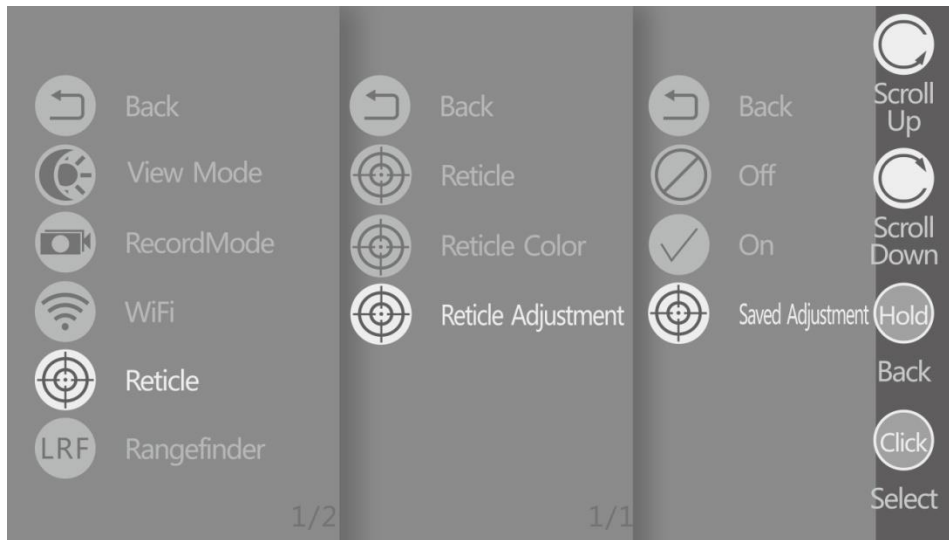 Back
View Mode
RecordMode
WiFi
Reticle
LRF Rangefinder
1/2
Back
Reticle
Reticle Color
Reticle Adjustment
1/1
Back
Off
On
Saved Adjustment
Scroll
Up
Scroll
Down
Hold
Back
Click
Select